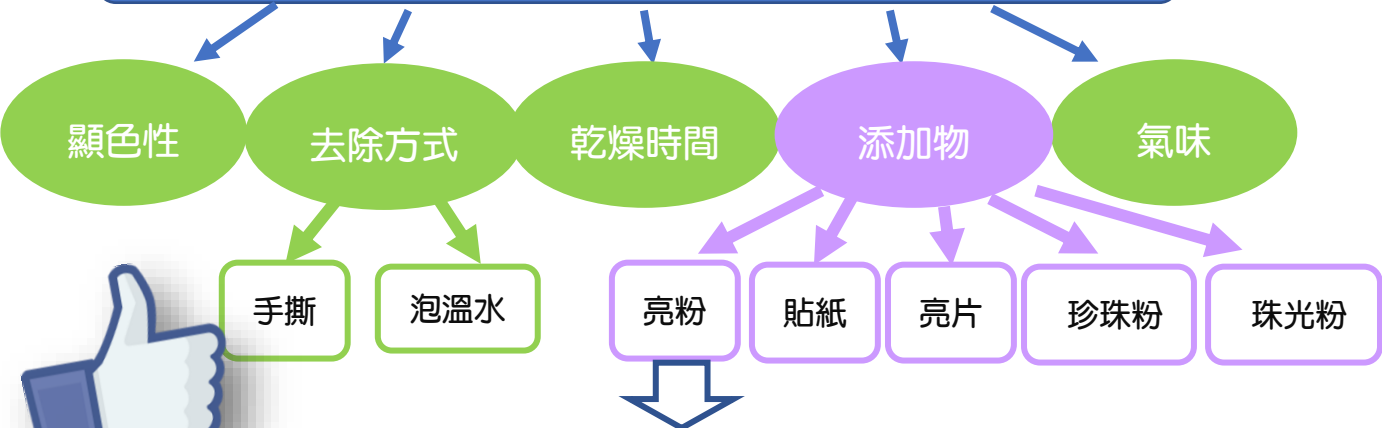 顯色性
去除方式
乾燥時間
添加物
氣味
手撕
泡溫水
亮粉
貼紙
亮片
珍珠粉
珠光粉